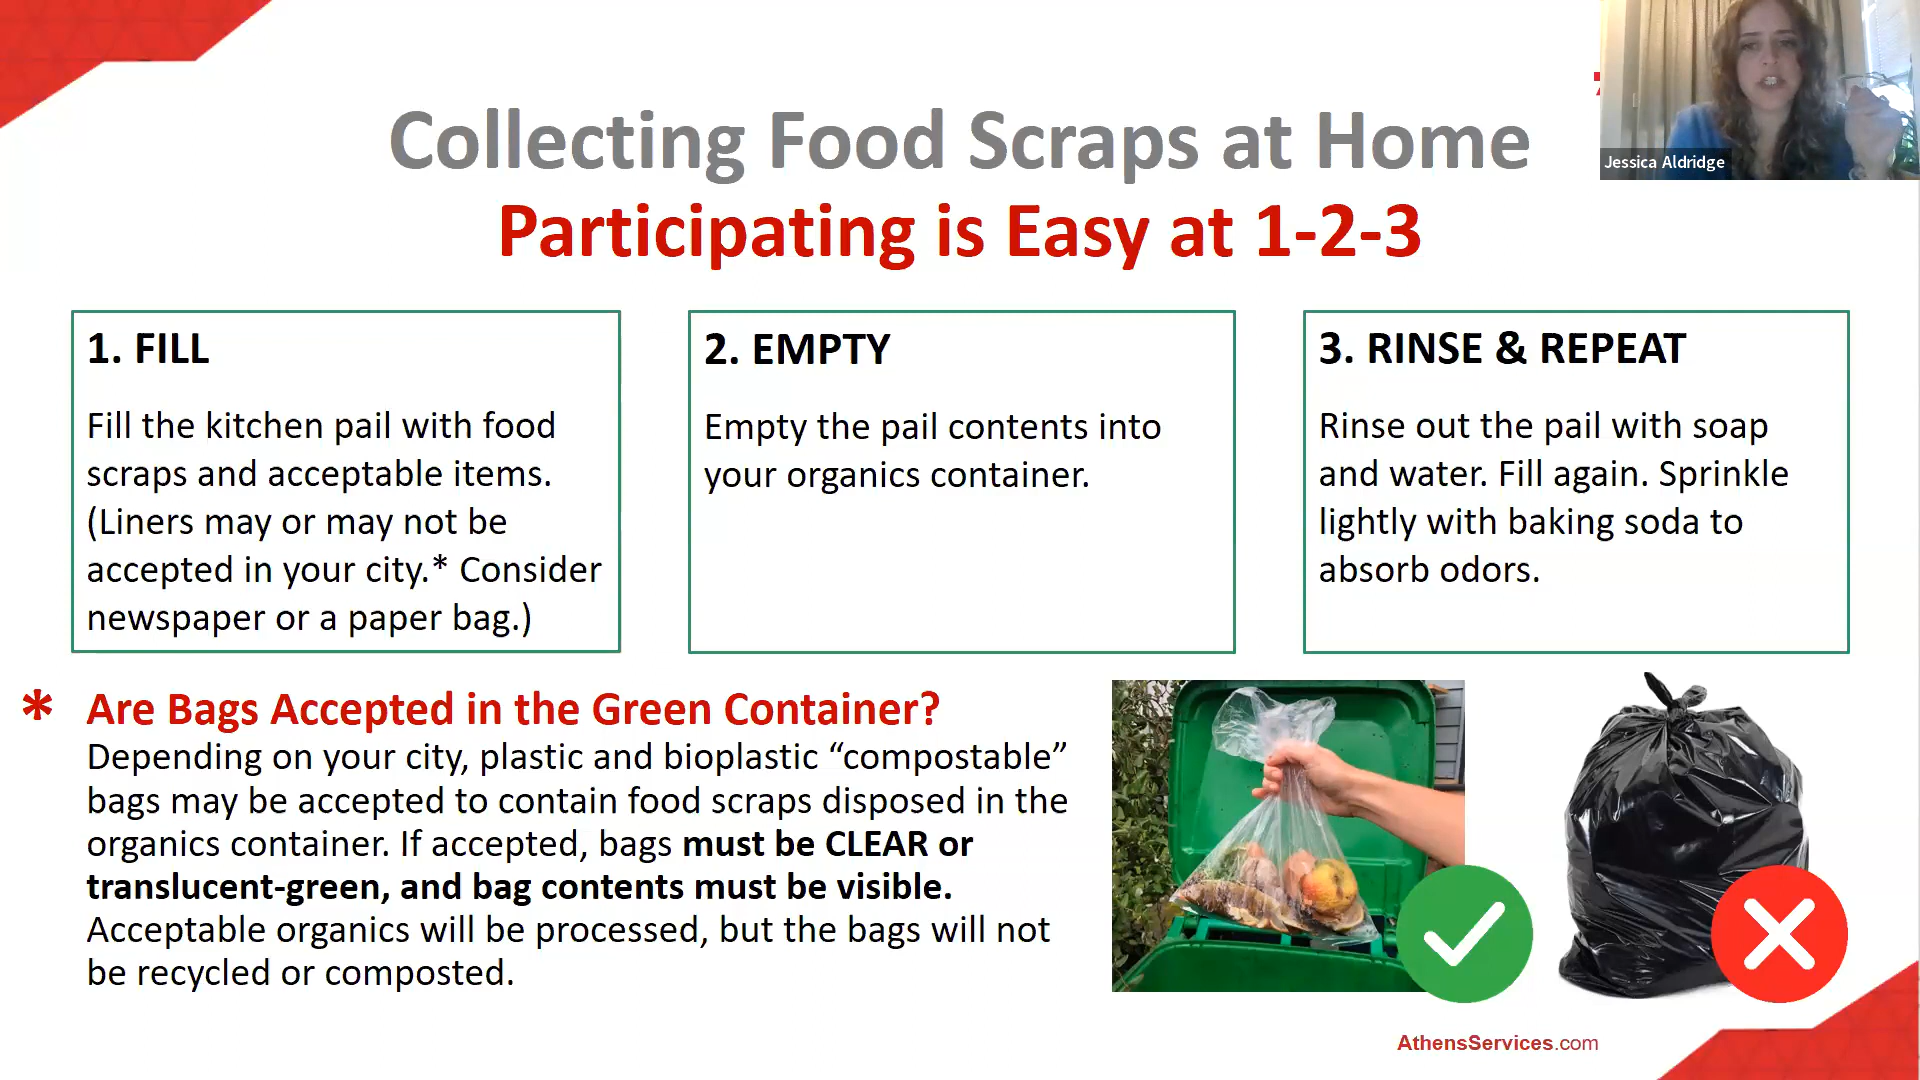 Collecting Food Scraps at Home
Participating is Easy at 1-2-3
Jessica Aldridge
1. FILL
Fill the kitchen pail with food
scraps and acceptable items.
(Liners may or may not be
accepted in your city.* Consider
newspaper or a paper bag.)
2. EMPTY
Empty the pail contents into
your organics container.
3. RINSE & REPEAT
Rinse out the pail with soap
and water. Fill again. Sprinkle
lightly with baking soda to
absorb odors.
* Are Bags Accepted in the Green Container?
Depending on your city, plastic and bioplastic “compostable”
bags may be accepted to contain food scraps disposed in the
organics container. If accepted, bags must be CLEAR or
translucent-green, and bag contents must be visible.
Acceptable organics will be processed, but the bags will not
be recycled or composted.
AthensServices.com